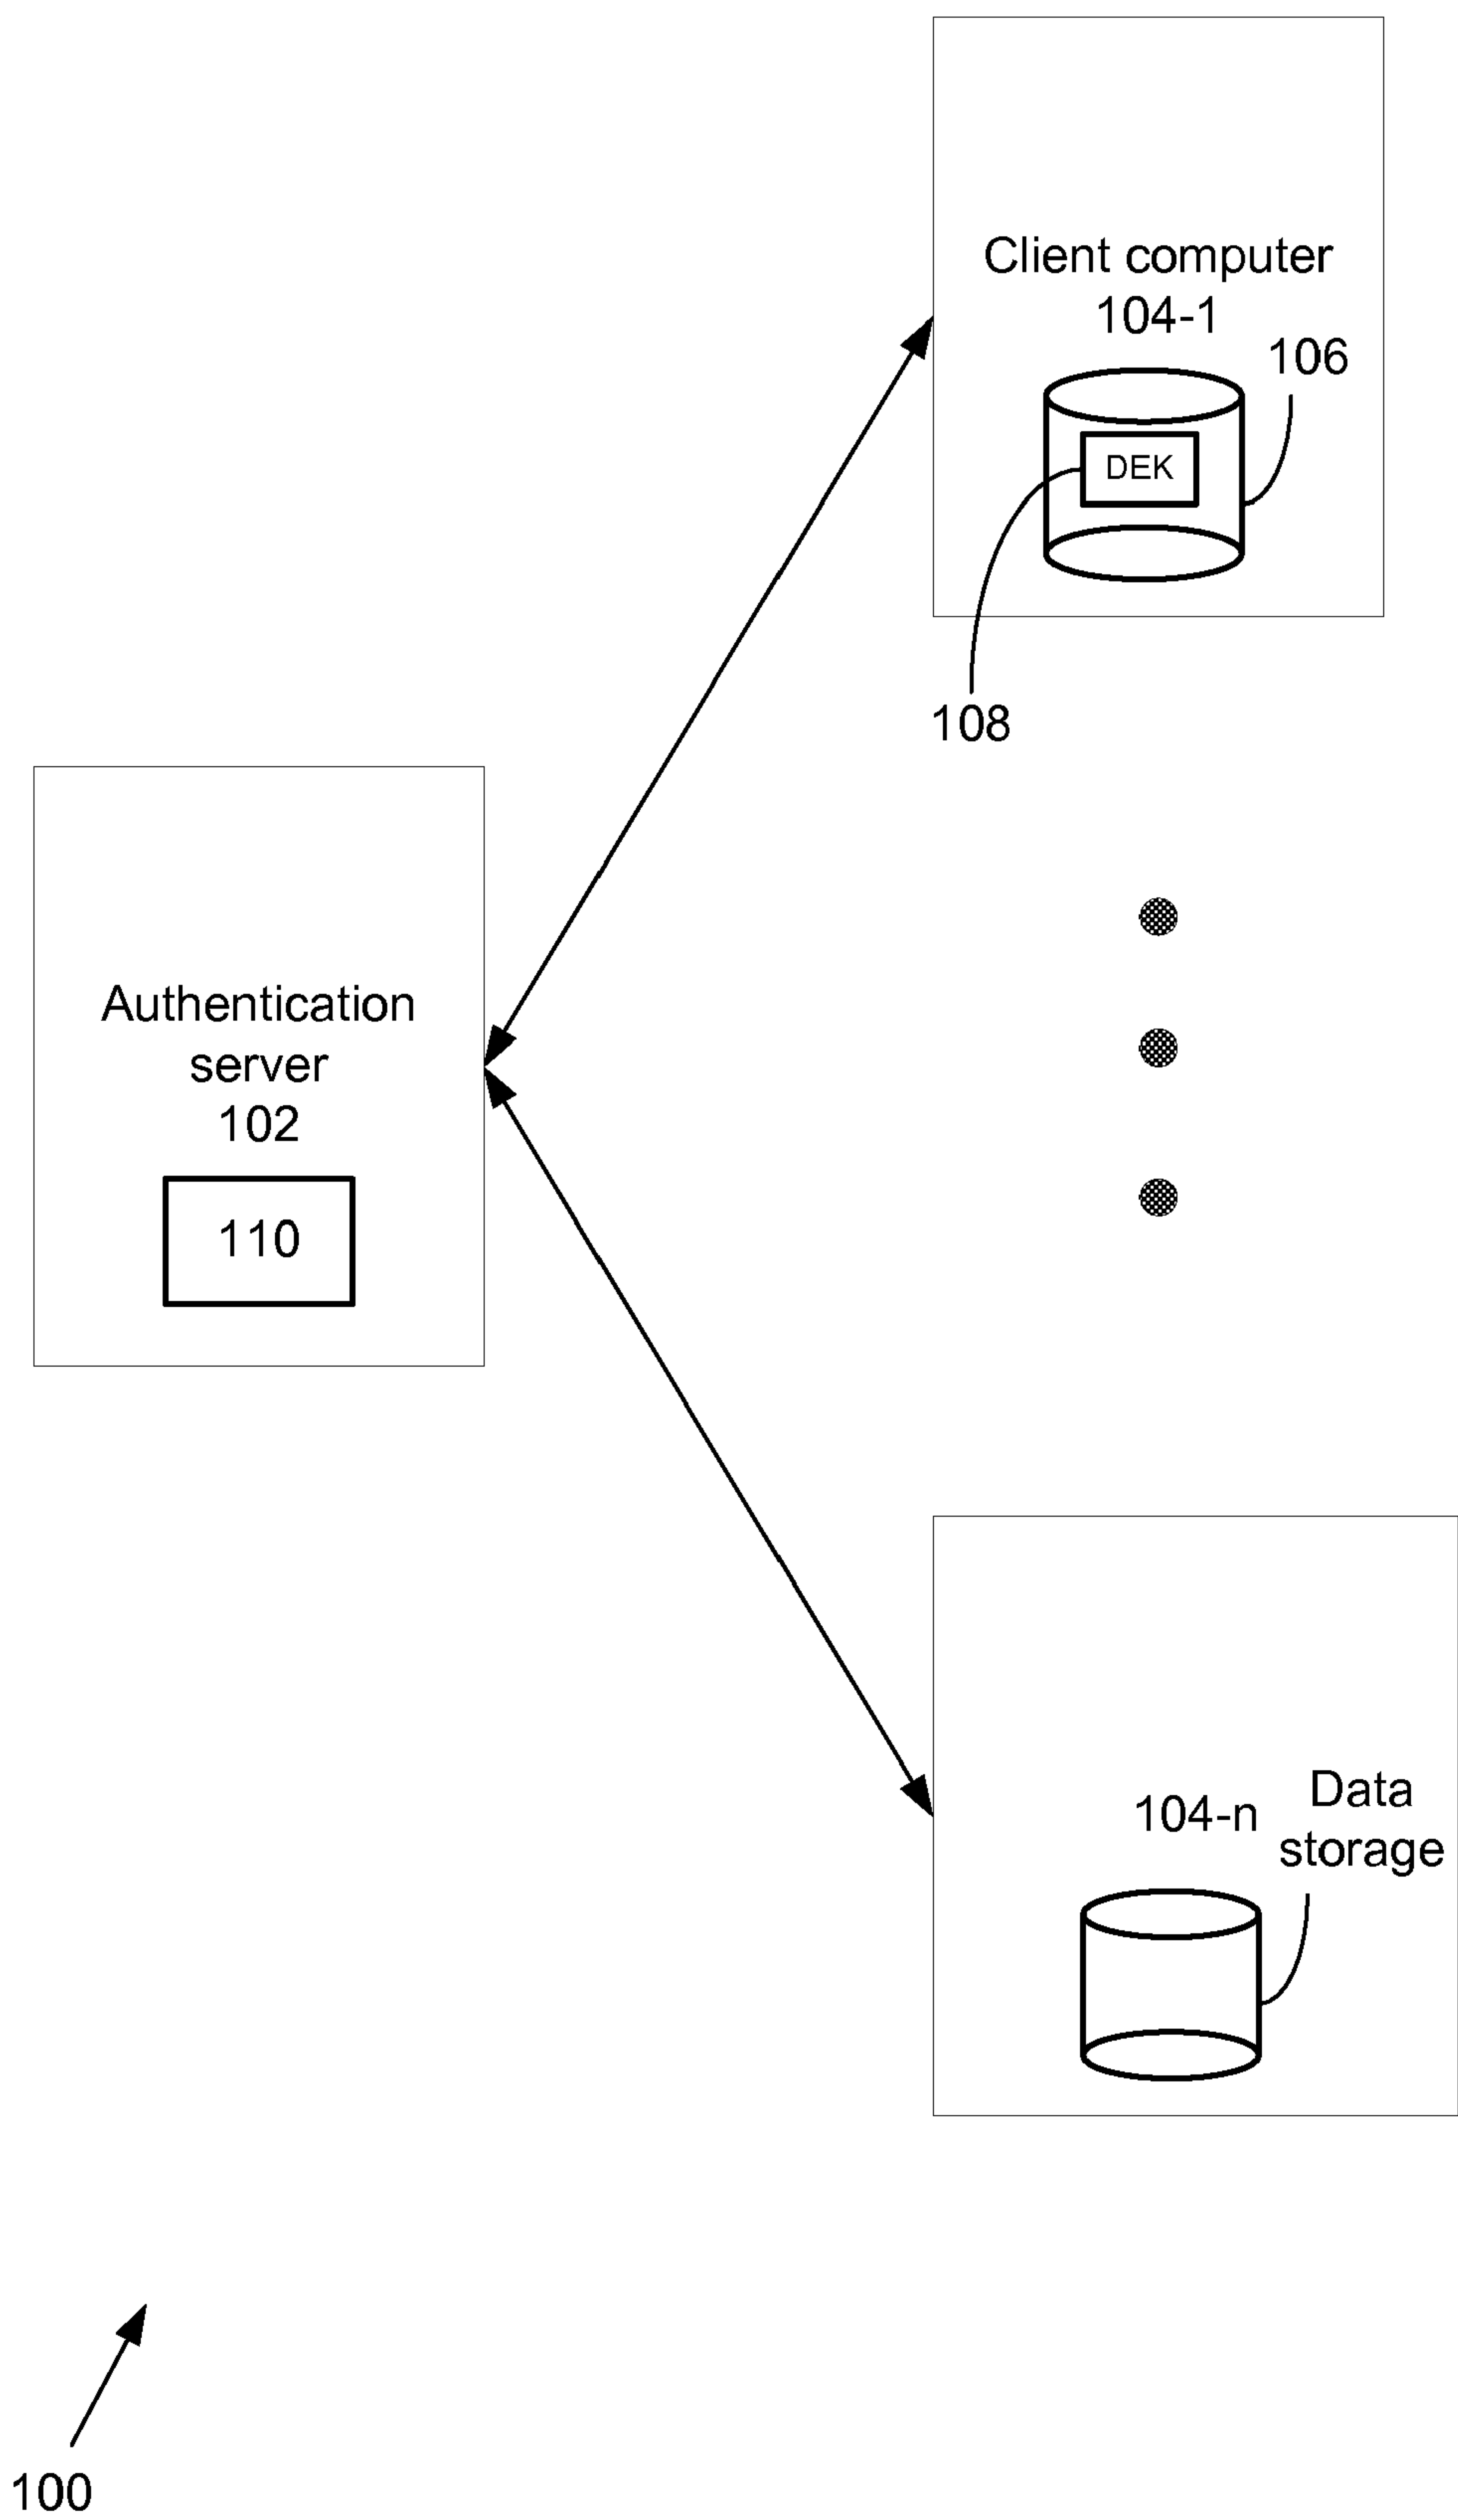 Client computer
104-1
106
DEK
108
Authentication
server
102
110
104-n
Data
storage
100